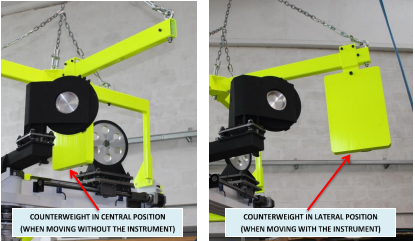 COUNTERWEIGHT IN CENTRAL POSITION
(WHEN MOVING WITHOUT THE INSTRUMENT)
COUNTERWEIGHT IN LATERAL POSITION
(WHEN MOVING WITH THE INSTRUMENT)